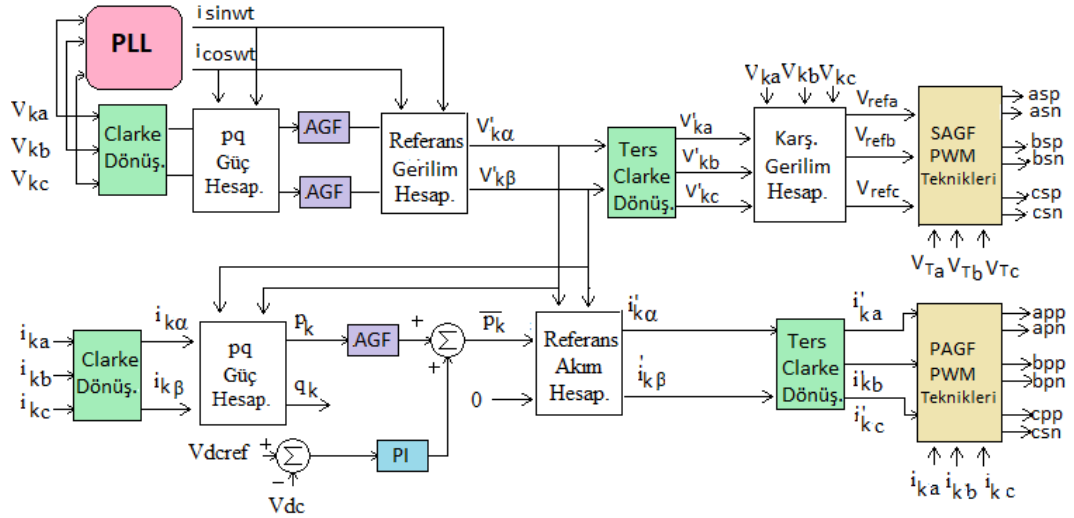 i sinwt
PLL
i coswt
Vka
Vkb
Vkc
Clarke
Dönüş.
pq
Güç
Hesap.
AGF
AGF
Referans
Gerilim
Hesap.
V'kα
V'kβ
Ters
Clarke
Dönüş.
V'ka
V'kb
V'kc
Vka Vkb Vkc
Karş.
Gerilim
Hesap.
Vrefa
Vrefb
Vrefc
SAGF
PWM
Teknikleri
asp
asn
bsp
bsn
csp
csn
VTa VTb VTc
ika
ikb
ikc
Clarke
Dönüş.
ikα
ikβ
pq
Güç
Hesap.
pk
qk
AGF
+
Σ
+
pk
0
Vdcref
+
Σ
−
Vdc
PI
Referans
Akım
Hesap.
i'kα
i'kβ
Ters
Clarke
Dönüş.
i'ka
i'kb
i'kc
PAGF
PWM
Teknikleri
app
apn
bpp
bpn
cpp
csn
ika ikb ikc